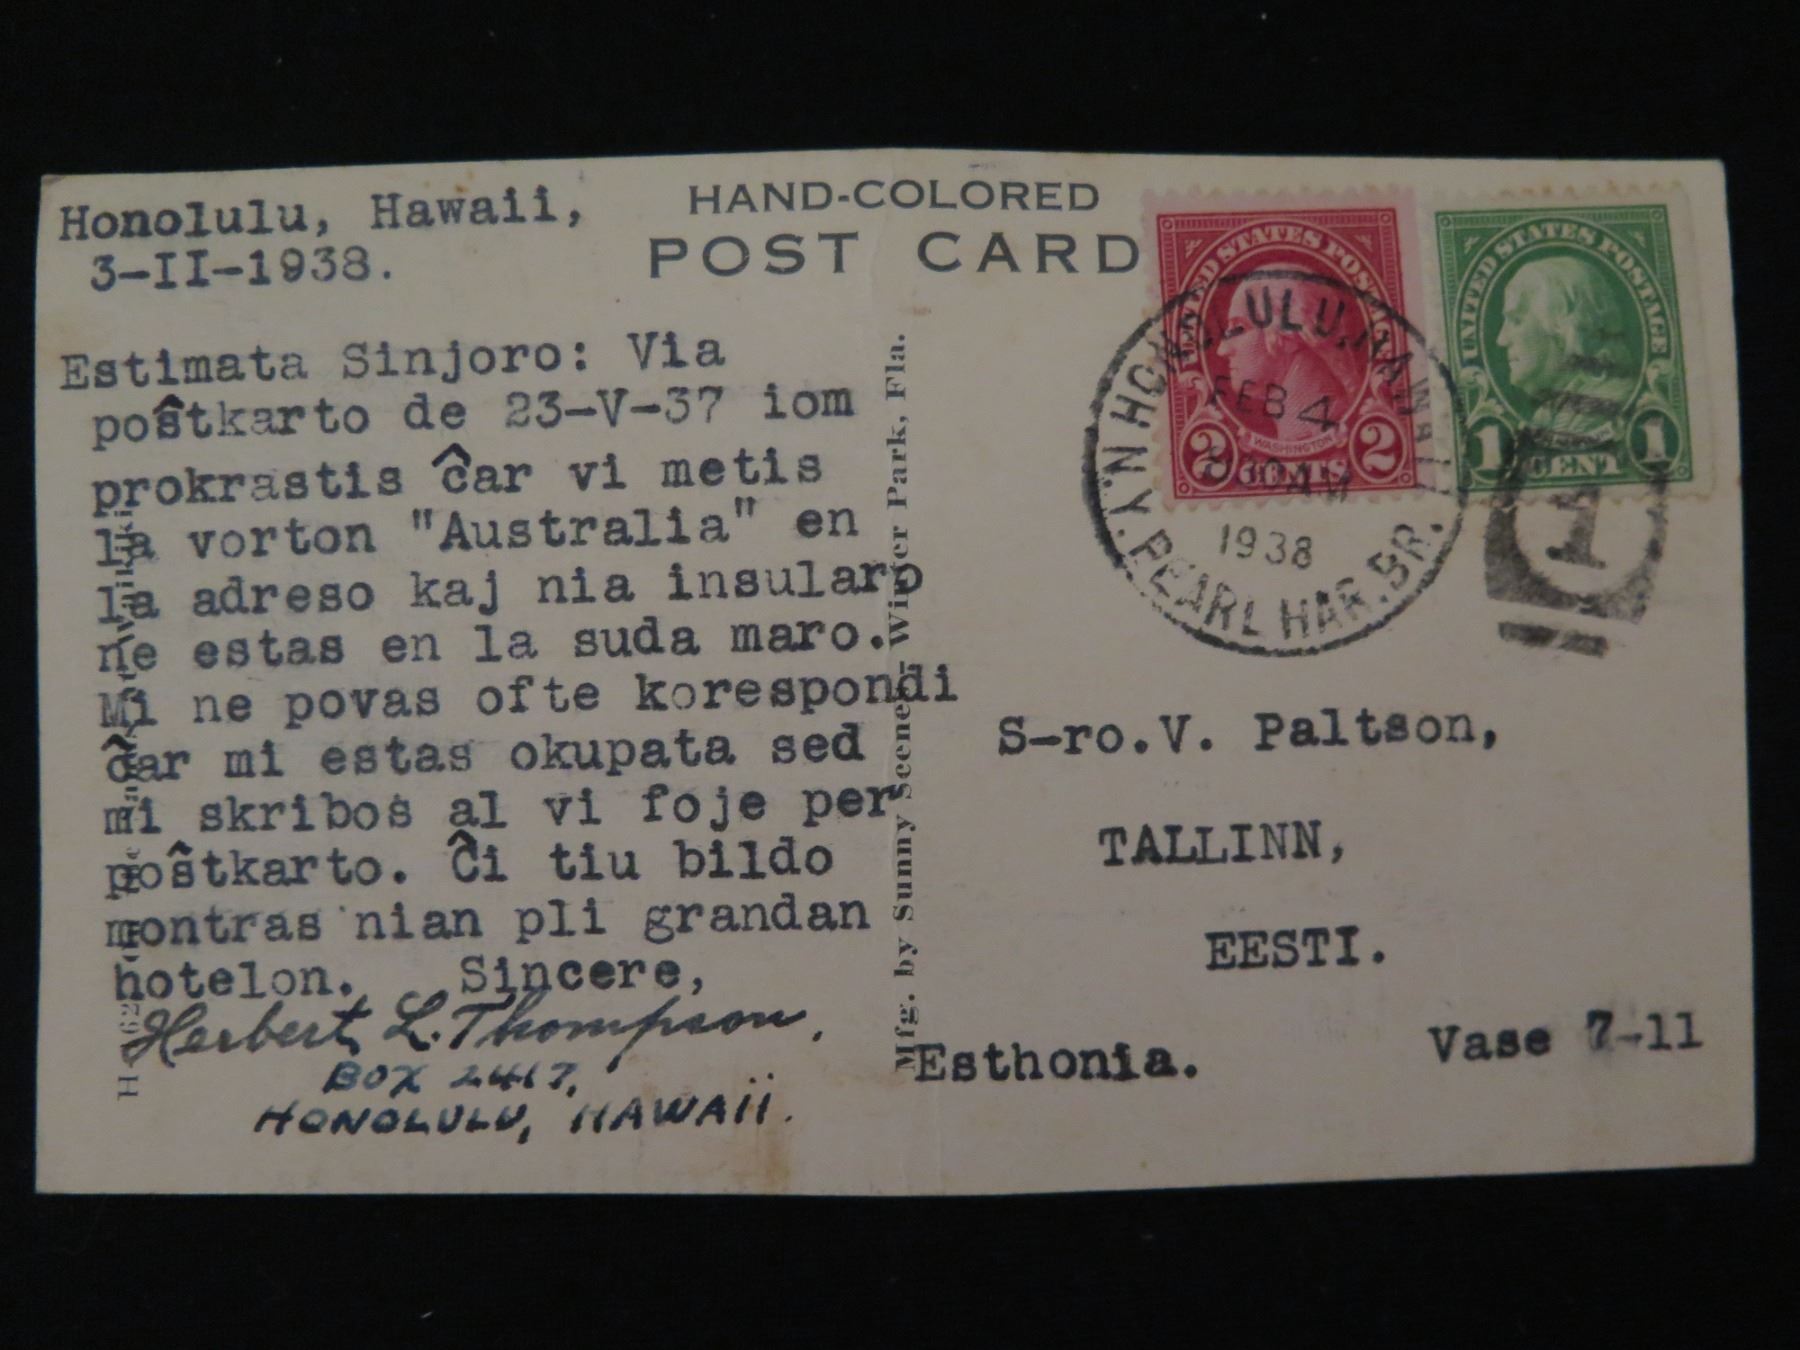 Honolulu, Hawaii,
3-II-1938.
Estimata Sinjoro: Via
poŝtkarto de 23-V-37 iom
prokrastis ĉar vi metis
la vorton "Australia" en
la adreso kaj nia insularo
ne estas en la suda maro.
Mi ne povas ofte korespondi
ĉar mi estas okupata sed
mi skribos al vi foje per
poŝtkarto. Ĉi tiu bildo
montras nian pli grandan
hotelon. Sincere,
Herbert L. Thompson.
BOX 2417,
HONOLULU, HAWAII.
HAND-COLORED
POST CARD
Mfg. by Sunny Scenes- Winter Park, Fla.
UNITED STATES POSTAGE
WASHINGTON
2 CENTS 2
UNITED STATES POSTAGE
1 CENT 1
HONOLULU, HAWAII
FEB 4
AM
1938
N.Y. PEARL HAR. BR.
1
S-ro. V. Paltson,
TALLINN,
EESTI.
Vase 7-11
Esthonia.